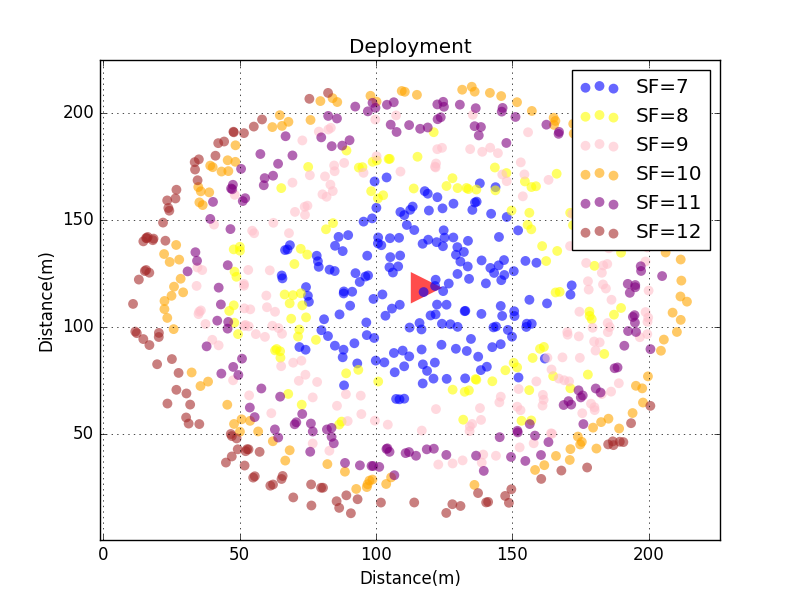 Deployment
SF=7
SF=8
SF=9
SF=10
SF=11
SF=12
200
150
100
50
Distance(m)
0
50
100
150
200
Distance(m)